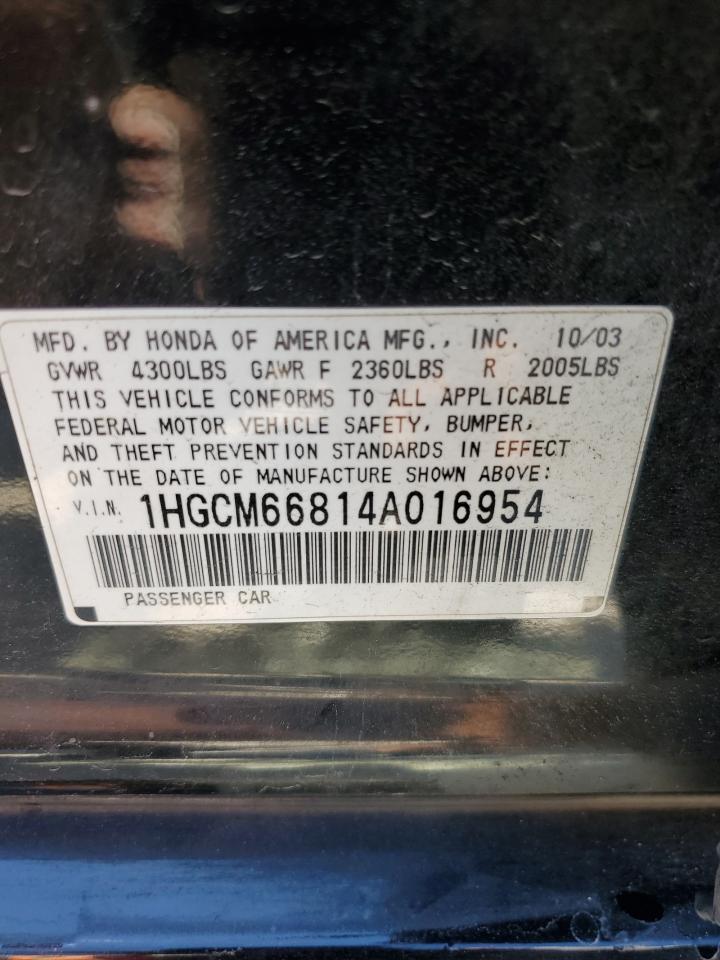 MFD. BY HONDA OF AMERICA MFG., INC. 10/03
GVWR 4300LBS GAWR F 2360LBS R 2005LBS
THIS VEHICLE CONFORMS TO ALL APPLICABLE
FEDERAL MOTOR VEHICLE SAFETY, BUMPER,
AND THEFT PREVENTION STANDARDS IN EFFECT
ON THE DATE OF MANUFACTURE SHOWN ABOVE:
V.I.N. 1HGCM66814A016954
PASSENGER CAR